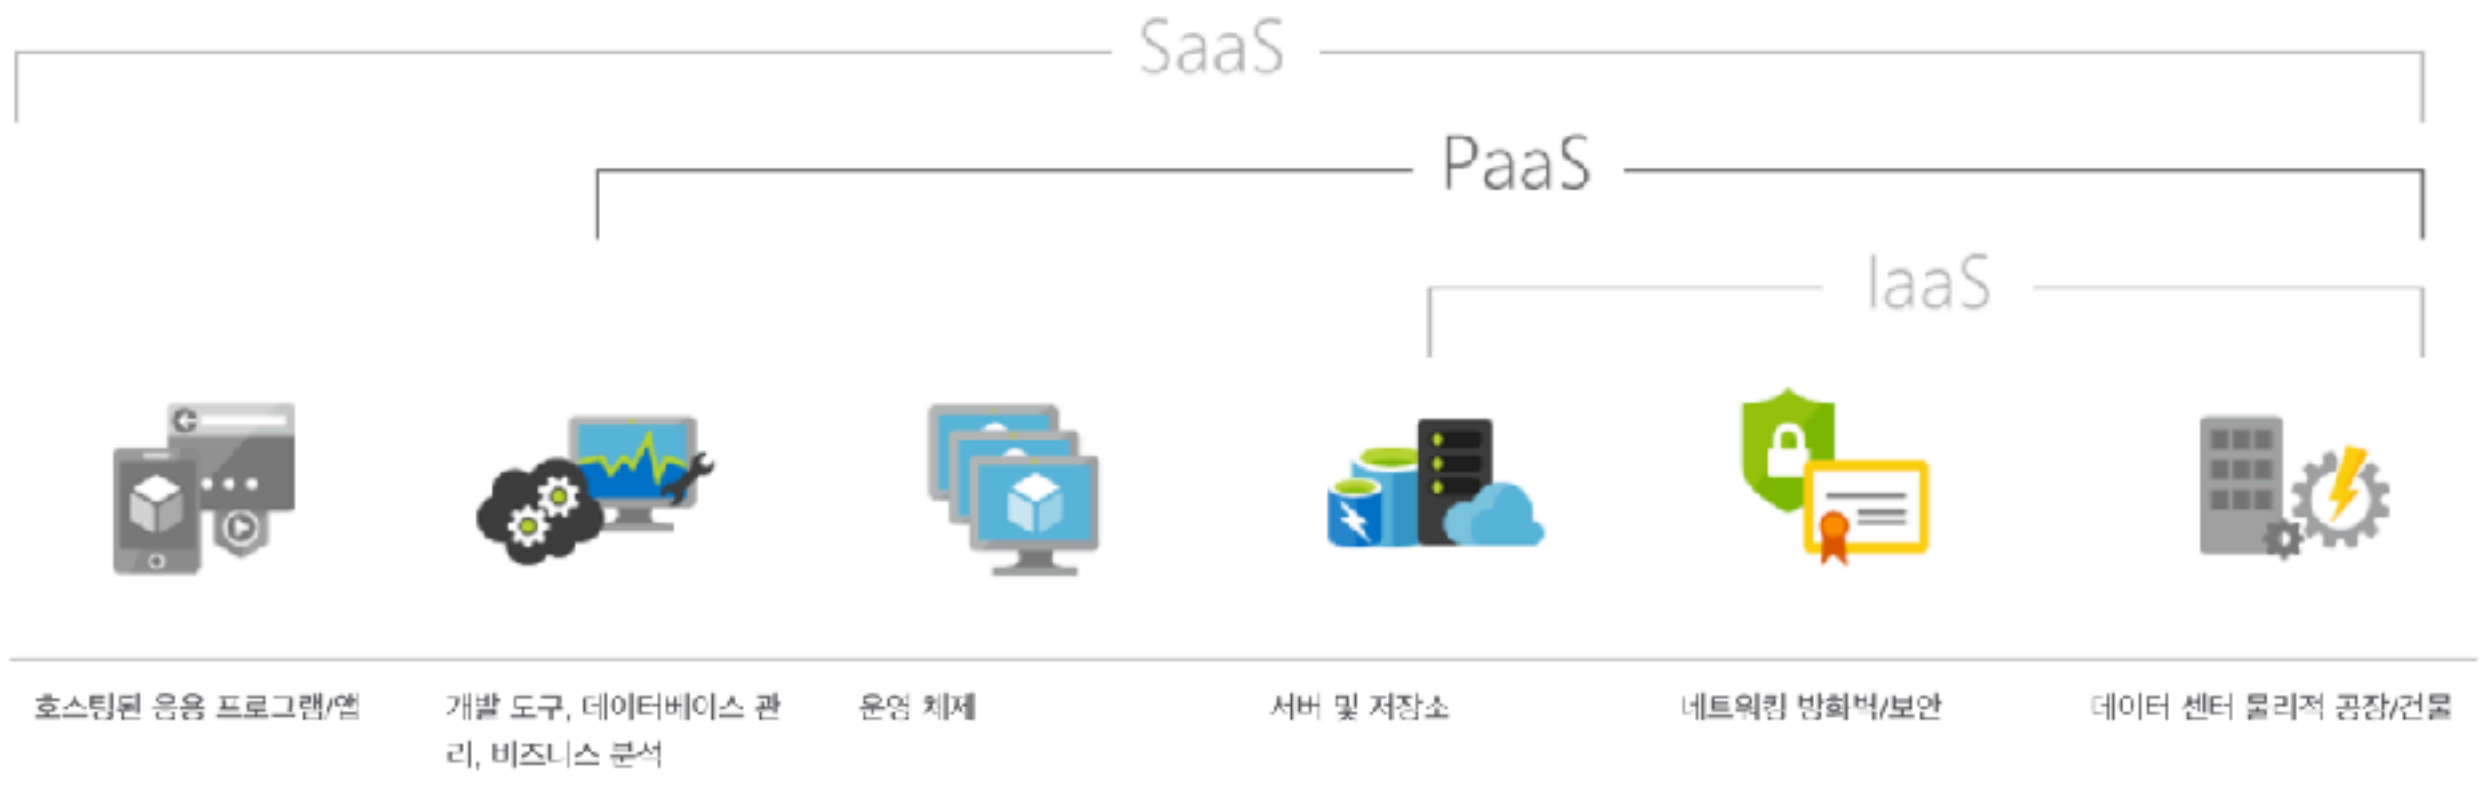 SaaS
PaaS
IaaS
호스팅된 응용 프로그램/앱
개발 도구, 데이터베이스 관
리, 비즈니스 분석
운영 체제
서버 및 저장소
네트워킹 방화벽/보안
데이터 센터 물리적 공장/건물